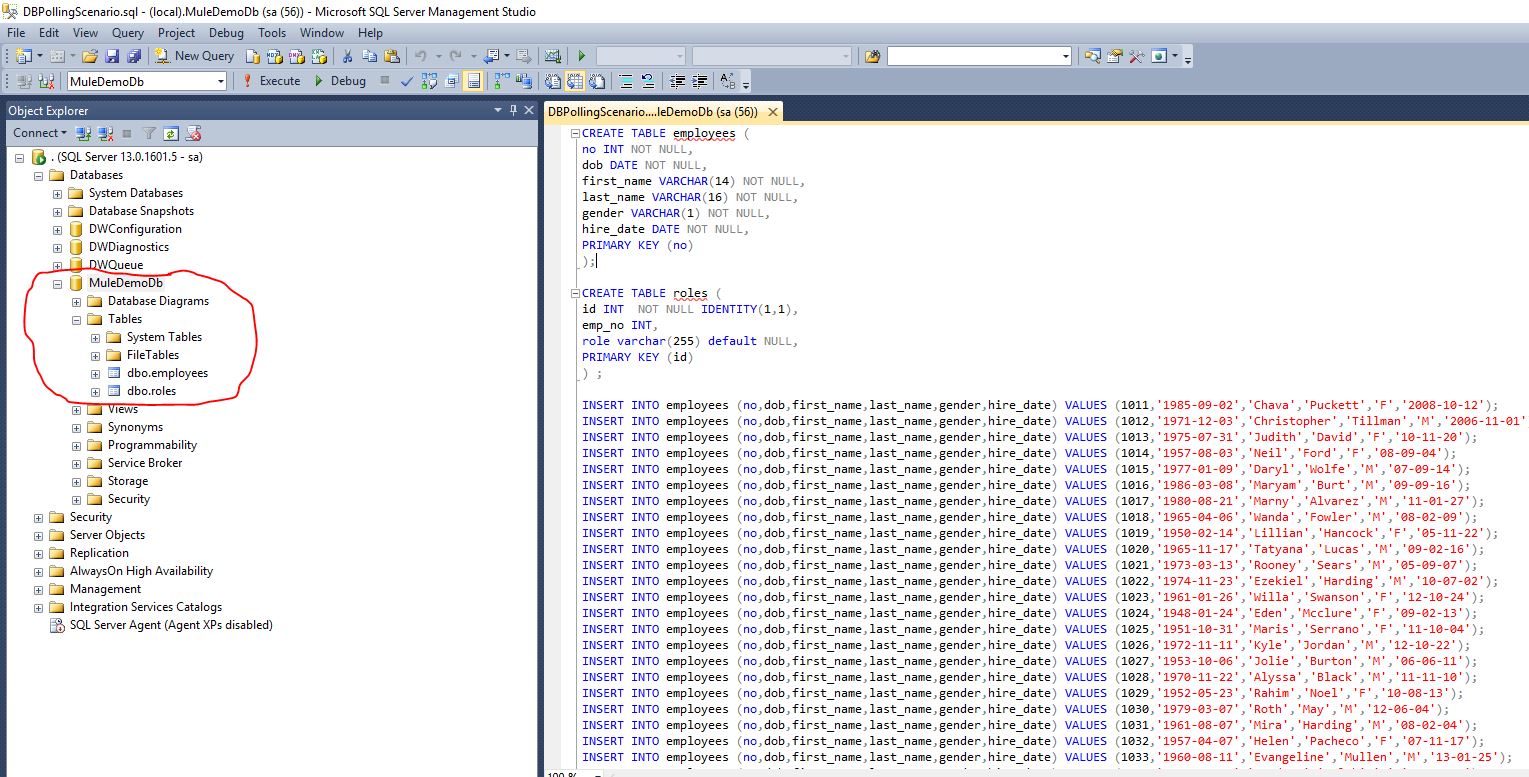 DBPollingScenario.sql - (local).MuleDemoDb (sa (56)) - Microsoft SQL Server Management Studio
File Edit View Query Project Debug Tools Window Help
New Query
MuleDemoDb Execute Debug
Object Explorer
Connect
. (SQL Server 13.0.1601.5 - sa)
Databases
System Databases
Database Snapshots
DWConfiguration
DWDiagnostics
DWQueue
MuleDemoDb
Database Diagrams
Tables
System Tables
FileTables
dbo.employees
dbo.roles
Views
Synonyms
Programmability
Service Broker
Storage
Security
Security
Server Objects
Replication
AlwaysOn High Availability
Management
Integration Services Catalogs
SQL Server Agent (Agent XPs disabled)
DBPollingScenario....leDemoDb (sa (56))
CREATE TABLE employees (
no INT NOT NULL,
dob DATE NOT NULL,
first_name VARCHAR(14) NOT NULL,
last_name VARCHAR(16) NOT NULL,
gender VARCHAR(1) NOT NULL,
hire_date DATE NOT NULL,
PRIMARY KEY (no)
);
CREATE TABLE roles (
id INT  NOT NULL IDENTITY(1,1),
emp_no INT,
role varchar(255) default NULL,
PRIMARY KEY (id)
) ;
INSERT INTO employees (no,dob,first_name,last_name,gender,hire_date) VALUES (1011,'1985-09-02','Chava','Puckett','F','2008-10-12');
INSERT INTO employees (no,dob,first_name,last_name,gender,hire_date) VALUES (1012,'1971-12-03','Christopher','Tillman','M','2006-11-01'
INSERT INTO employees (no,dob,first_name,last_name,gender,hire_date) VALUES (1013,'1975-07-31','Judith','David','F','10-11-20');
INSERT INTO employees (no,dob,first_name,last_name,gender,hire_date) VALUES (1014,'1957-08-03','Neil','Ford','F','08-09-04');
INSERT INTO employees (no,dob,first_name,last_name,gender,hire_date) VALUES (1015,'1977-01-09','Daryl','Wolfe','M','07-09-14');
INSERT INTO employees (no,dob,first_name,last_name,gender,hire_date) VALUES (1016,'1986-03-08','Maryam','Burt','M','09-09-16');
INSERT INTO employees (no,dob,first_name,last_name,gender,hire_date) VALUES (1017,'1980-08-21','Manny','Alvarez','M','11-01-27');
INSERT INTO employees (no,dob,first_name,last_name,gender,hire_date) VALUES (1018,'1965-04-06','Wanda','Fowler','M','08-02-09');
INSERT INTO employees (no,dob,first_name,last_name,gender,hire_date) VALUES (1019,'1950-02-14','Lillian','Hancock','F','05-11-22');
INSERT INTO employees (no,dob,first_name,last_name,gender,hire_date) VALUES (1020,'1965-11-17','Tatyana','Lucas','M','09-02-16');
INSERT INTO employees (no,dob,first_name,last_name,gender,hire_date) VALUES (1021,'1973-03-13','Rooney','Sears','M','05-09-07');
INSERT INTO employees (no,dob,first_name,last_name,gender,hire_date) VALUES (1022,'1974-11-23','Ezekiel','Harding','M','10-07-02');
INSERT INTO employees (no,dob,first_name,last_name,gender,hire_date) VALUES (1023,'1961-01-26','Willa','Swanson','F','12-10-24');
INSERT INTO employees (no,dob,first_name,last_name,gender,hire_date) VALUES (1024,'1948-01-24','Eden','Mcclure','F','09-02-13');
INSERT INTO employees (no,dob,first_name,last_name,gender,hire_date) VALUES (1025,'1951-10-31','Maris','Serrano','F','11-10-04');
INSERT INTO employees (no,dob,first_name,last_name,gender,hire_date) VALUES (1026,'1972-11-11','Kyle','Jordan','M','12-10-22');
INSERT INTO employees (no,dob,first_name,last_name,gender,hire_date) VALUES (1027,'1953-10-06','Jolie','Burton','M','06-06-11');
INSERT INTO employees (no,dob,first_name,last_name,gender,hire_date) VALUES (1028,'1970-11-22','Alyssa','Black','M','11-11-10');
INSERT INTO employees (no,dob,first_name,last_name,gender,hire_date) VALUES (1029,'1952-05-23','Rahim','Noel','F','10-08-13');
INSERT INTO employees (no,dob,first_name,last_name,gender,hire_date) VALUES (1030,'1979-03-07','Roth','May','M','12-06-04');
INSERT INTO employees (no,dob,first_name,last_name,gender,hire_date) VALUES (1031,'1961-08-07','Mira','Harding','M','08-02-04');
INSERT INTO employees (no,dob,first_name,last_name,gender,hire_date) VALUES (1032,'1957-04-07','Helen','Pacheco','F','07-11-17');
INSERT INTO employees (no,dob,first_name,last_name,gender,hire_date) VALUES (1033,'1960-08-11','Evangeline','Mullen','M','13-01-25');
100 %